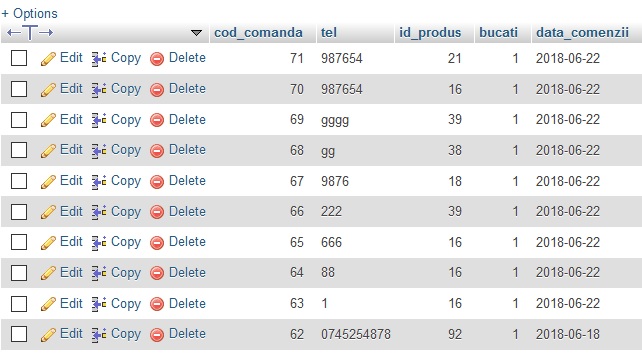 + Options
←T→ cod_comanda tel id_produs bucati data_comenzii
Edit Copy Delete 71 987654 21 1 2018-06-22
Edit Copy Delete 70 987654 16 1 2018-06-22
Edit Copy Delete 69 gggg 39 1 2018-06-22
Edit Copy Delete 68 gg 38 1 2018-06-22
Edit Copy Delete 67 9876 18 1 2018-06-22
Edit Copy Delete 66 222 39 1 2018-06-22
Edit Copy Delete 65 666 16 1 2018-06-22
Edit Copy Delete 64 88 16 1 2018-06-22
Edit Copy Delete 63 1 16 1 2018-06-22
Edit Copy Delete 62 0745254878 92 1 2018-06-18